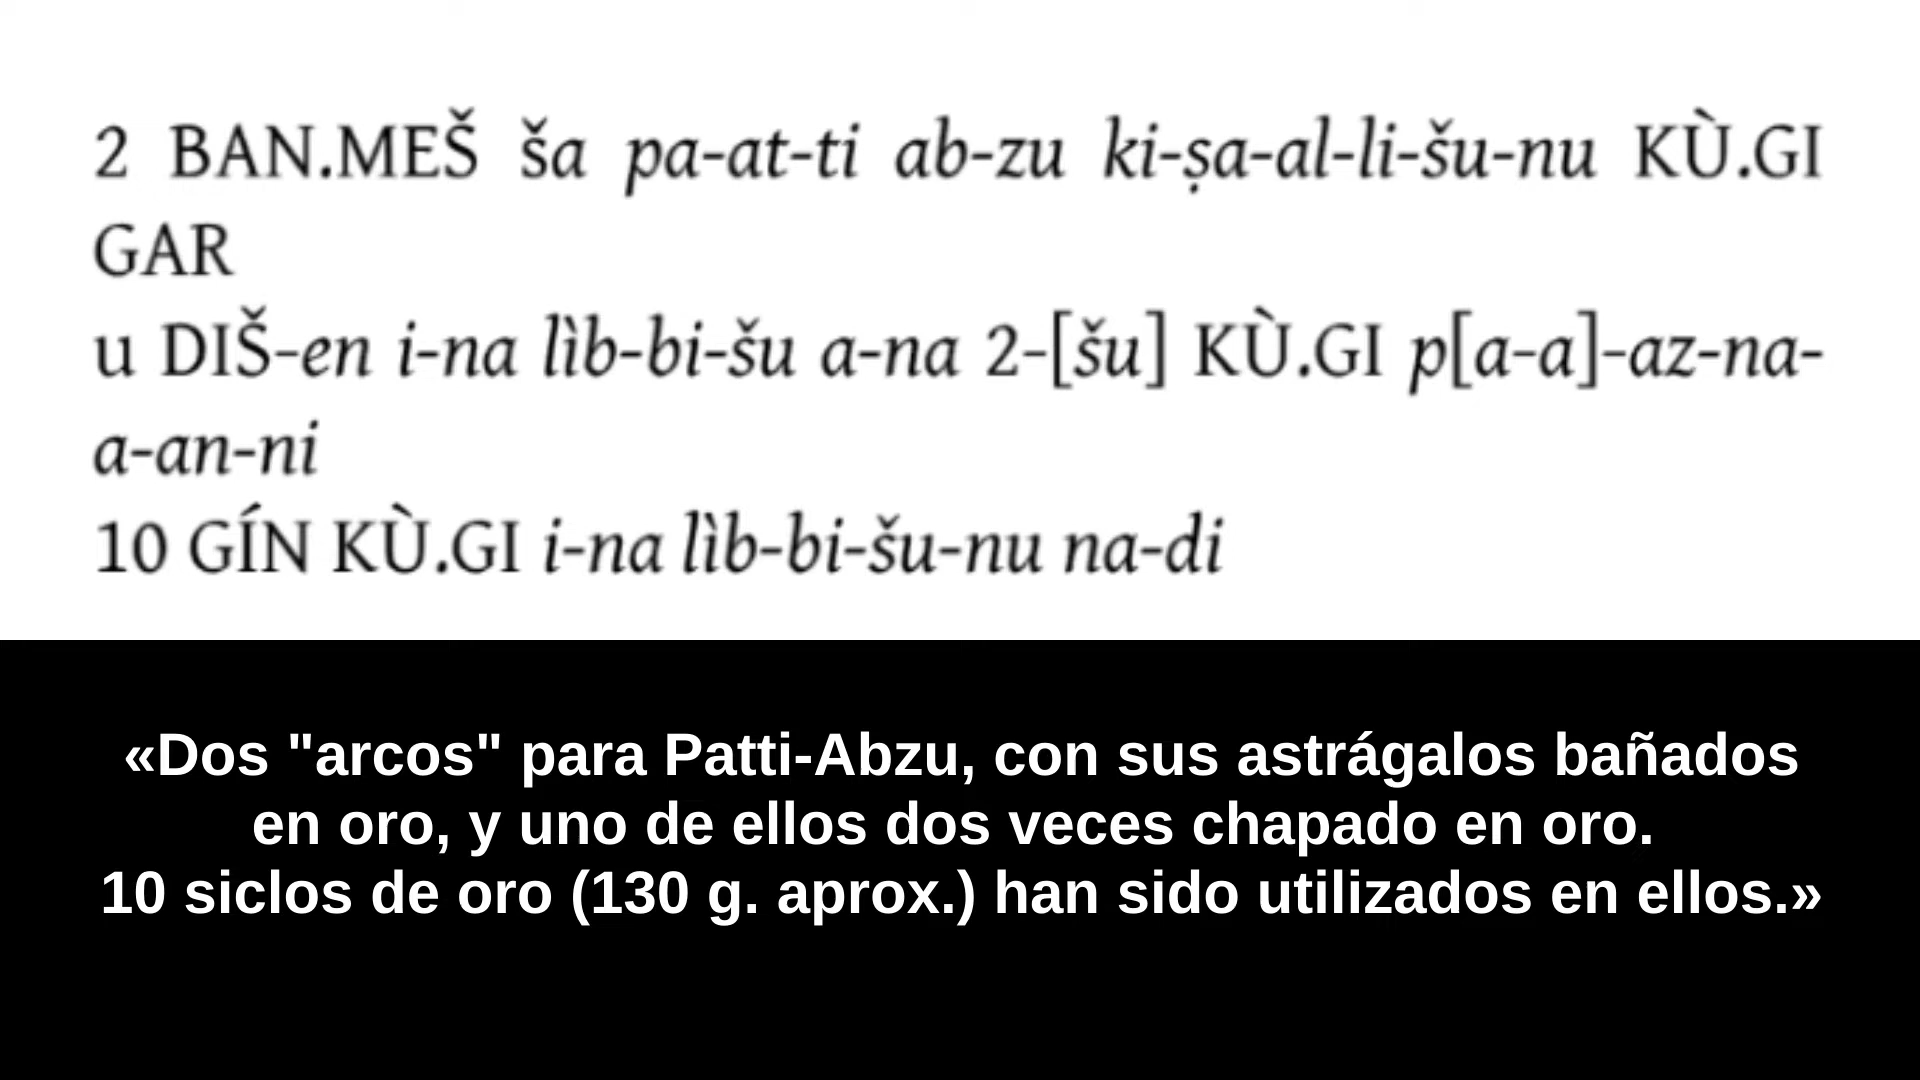 2 BAN.MEŠ ša pa-at-ti ab-zu ki-ṣa-al-li-šu-nu KÙ.GI
GAR
u DIŠ-en i-na lìb-bi-šu a-na 2-[šu] KÙ.GI p[a-a]-az-na-
a-an-ni
10 GÍN KÙ.GI i-na lìb-bi-šu-nu na-di
«Dos "arcos" para Patti-Abzu, con sus astrágalos bañados
en oro, y uno de ellos dos veces chapado en oro.
10 siclos de oro (130 g. aprox.) han sido utilizados en ellos.»